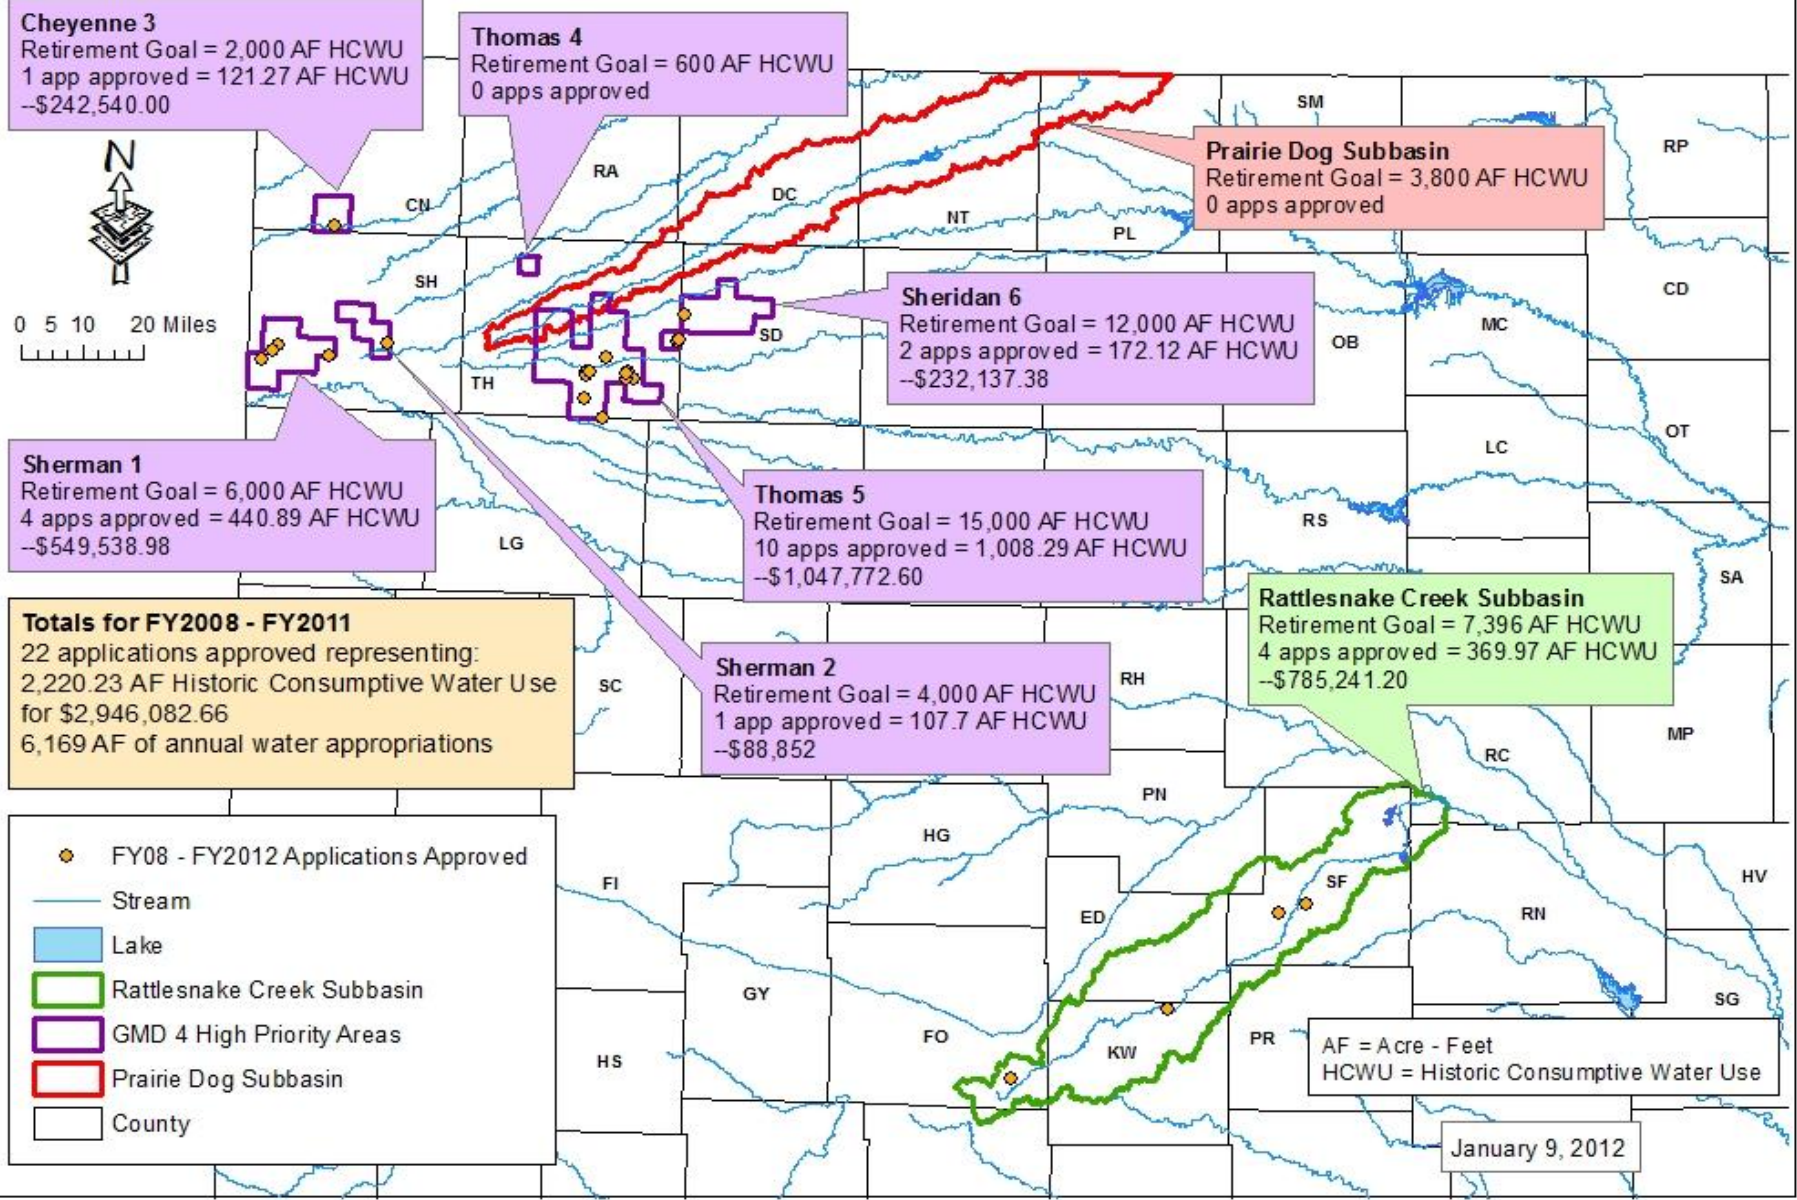 Cheyenne 3
Retirement Goal = 2,000 AF HCWU
1 app approved = 121.27 AF HCWU
--$242,540.00
Thomas 4
Retirement Goal = 600 AF HCWU
0 apps approved
Prairie Dog Subbasin
Retirement Goal = 3,800 AF HCWU
0 apps approved
N
0 5 10 20 Miles
SM
RP
RA
CN
DC
NT
PL
SH
CD
MC
OB
SD
TH
Sheridan 6
Retirement Goal = 12,000 AF HCWU
2 apps approved = 172.12 AF HCWU
--$232,137.38
OT
LC
Sherman 1
Retirement Goal = 6,000 AF HCWU
4 apps approved = 440.89 AF HCWU
--$549,538.98
Thomas 5
Retirement Goal = 15,000 AF HCWU
10 apps approved = 1,008.29 AF HCWU
--$1,047,772.60
LG
RS
SA
Rattlesnake Creek Subbasin
Retirement Goal = 7,396 AF HCWU
4 apps approved = 369.97 AF HCWU
--$785,241.20
Totals for FY2008 - FY2011
22 applications approved representing:
2,220.23 AF Historic Consumptive Water Use
for $2,946,082.66
6,169 AF of annual water appropriations
Sherman 2
Retirement Goal = 4,000 AF HCWU
1 app approved = 107.7 AF HCWU
--$88,852
SC
RH
MP
RC
PN
HG
FI
SF
HV
ED
RN
GY
SG
FO
KW
PR
HS
FY08 - FY2012 Applications Approved
Stream
Lake
Rattlesnake Creek Subbasin
GMD 4 High Priority Areas
Prairie Dog Subbasin
County
AF = Acre - Feet
HCWU = Historic Consumptive Water Use
January 9, 2012